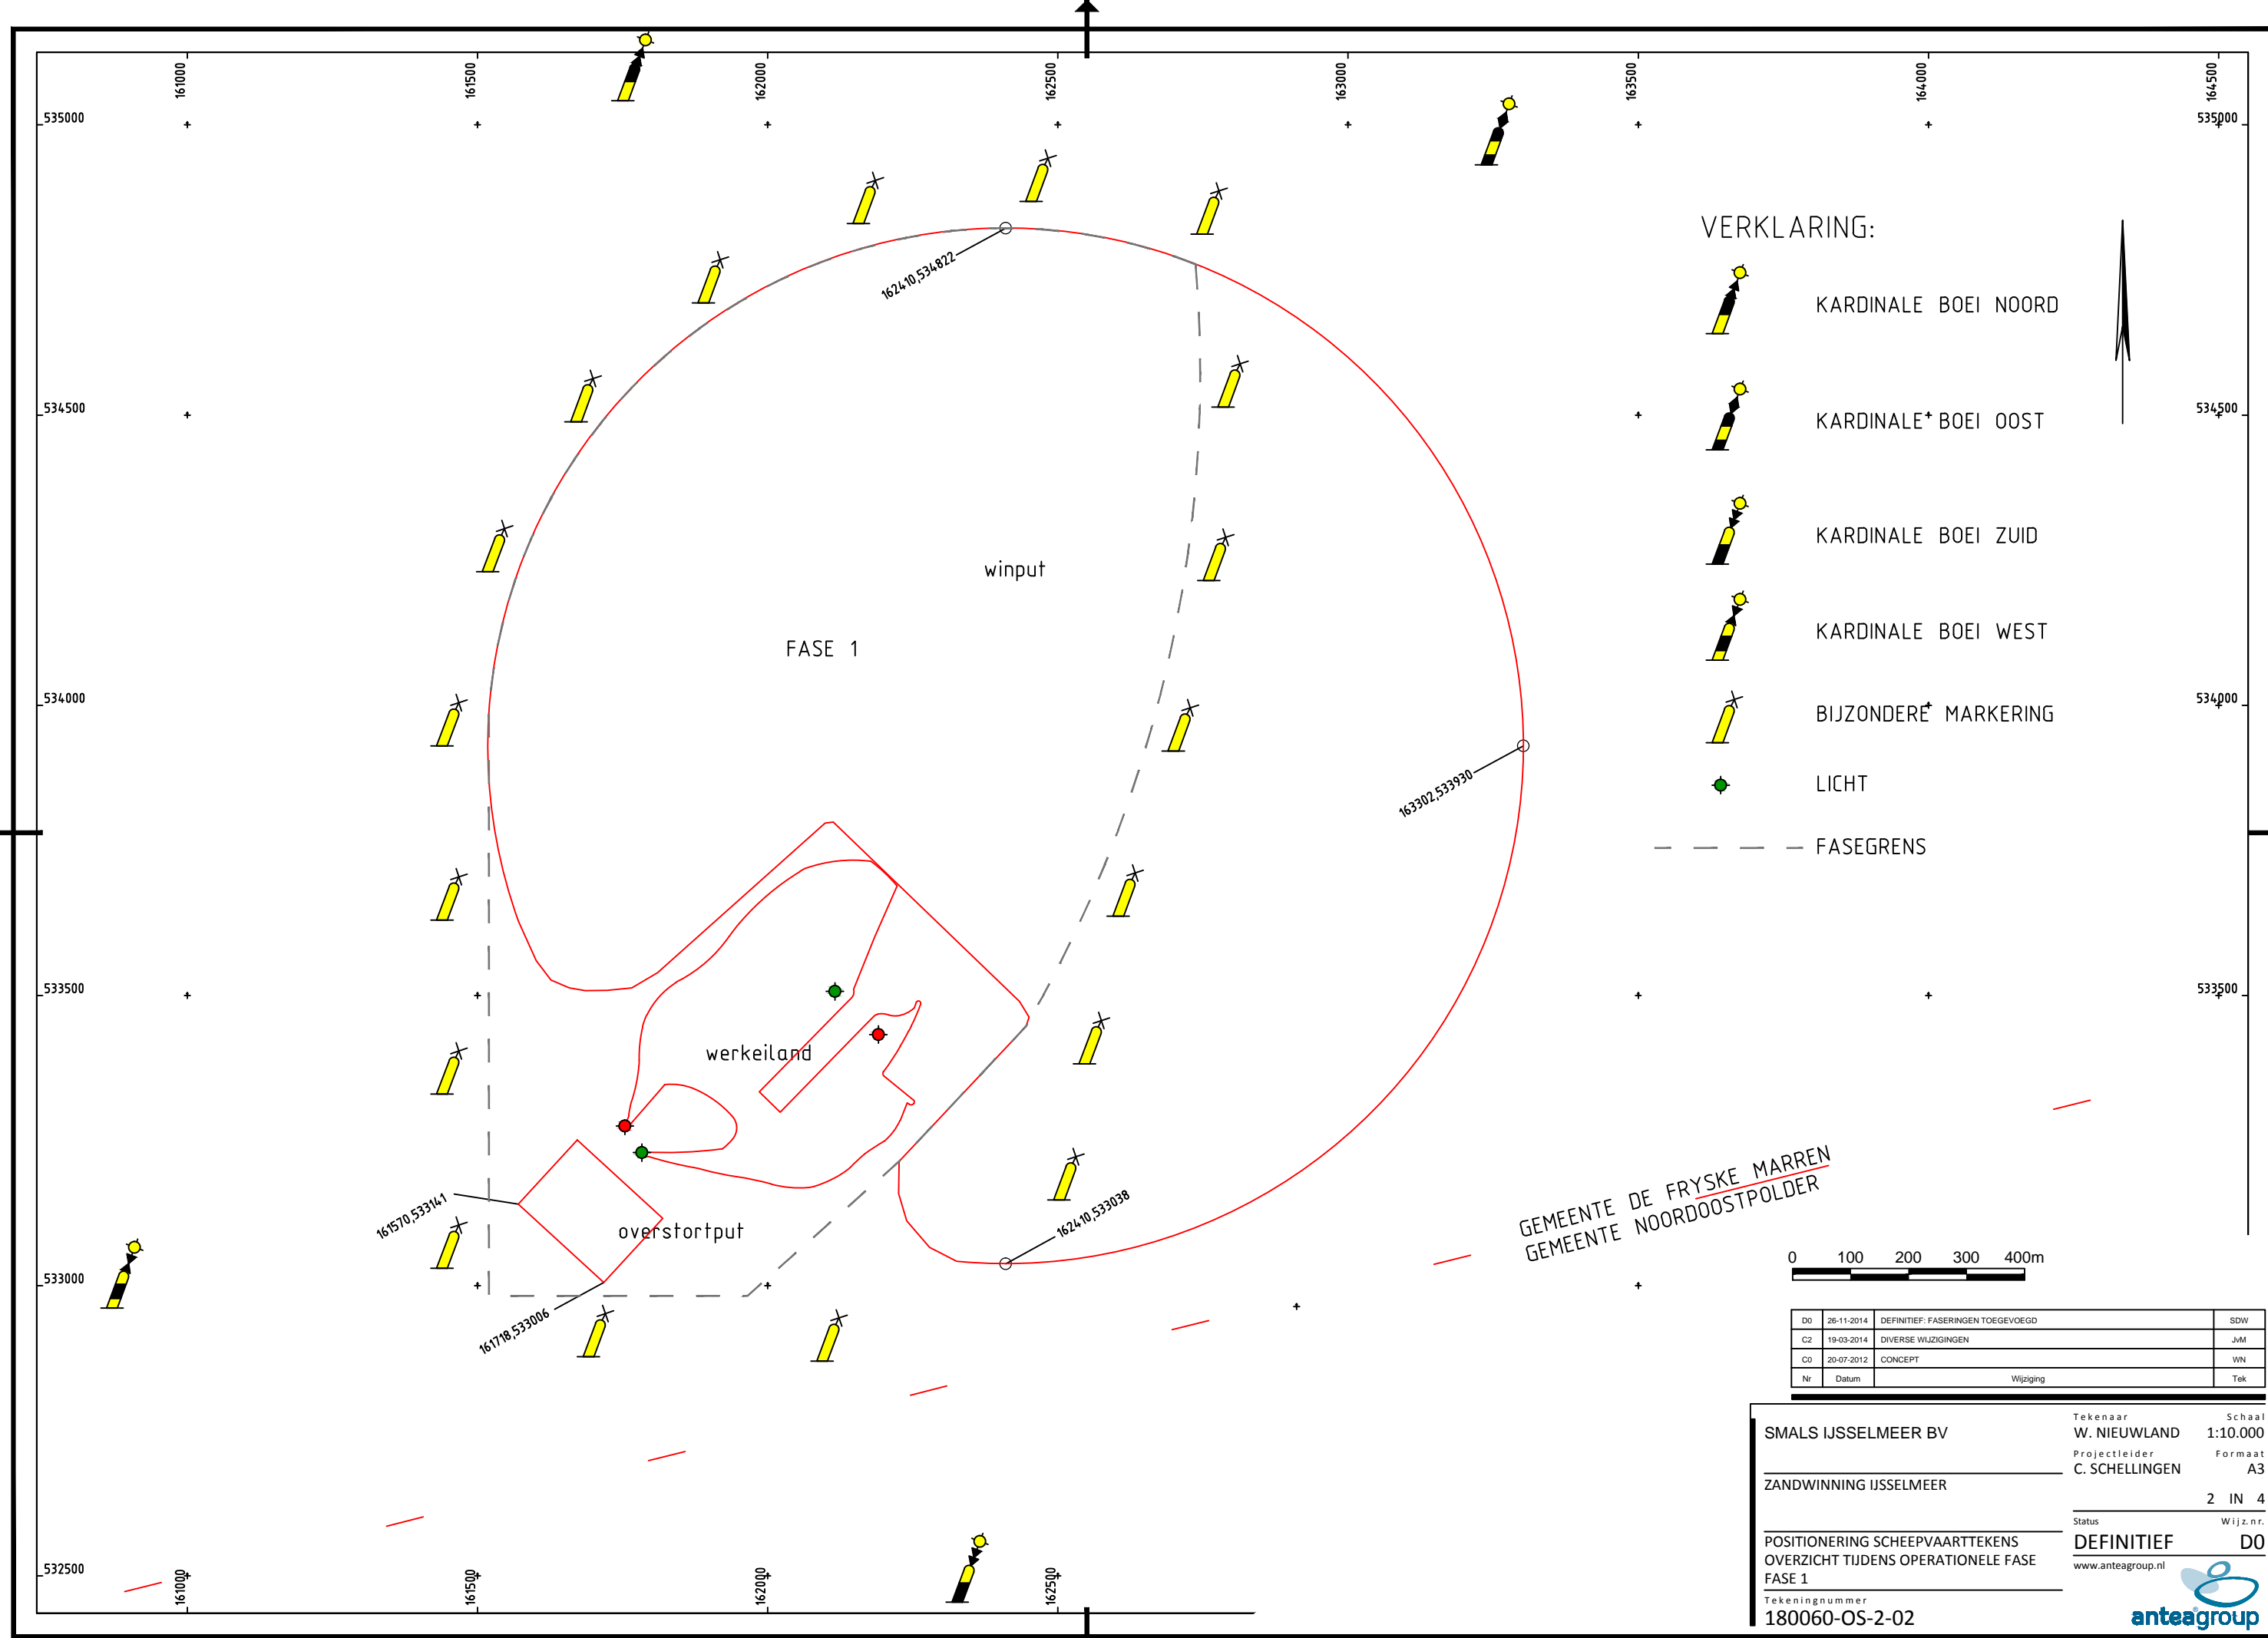 161000
161500
162000
162500
163000
163500
164000
164500
535000
535000
162410,534822
VERKLARING:
KARDINALE BOEI NOORD
534500
534500
KARDINALE BOEI OOST
KARDINALE BOEI ZUID
winput
FASE 1
KARDINALE BOEI WEST
534000
534000
BIJZONDERE MARKERING
163302,533930
LICHT
FASEGRENS
533500
533500
werkeiland
161570,533141
overstortput
162410,533038
GEMEENTE DE FRYSKE MARREN
GEMEENTE NOORDOOSTPOLDER
533000
161718,533006
0 100 200 300 400m
D0 26-11-2014 DEFINITIEF: FASERINGEN TOEGEVOEGD SDW
C2 19-03-2014 DIVERSE WIJZIGINGEN JvM
C0 20-07-2012 CONCEPT WN
Nr Datum Wijziging Tek
SMALS IJSSELMEER BV
Tekenaar Schaal
W. NIEUWLAND 1:10.000
Projectleider Formaat
C. SCHELLINGEN A3
ZANDWINNING IJSSELMEER
2 IN 4
Status Wijz.nr.
DEFINITIEF D0
POSITIONERING SCHEEPVAARTTEKENS
OVERZICHT TIJDENS OPERATIONELE FASE
FASE 1
www.anteagroup.nl
Tekeningnummer
180060-OS-2-02
anteagroup
532500
161000
161500
162000
162500